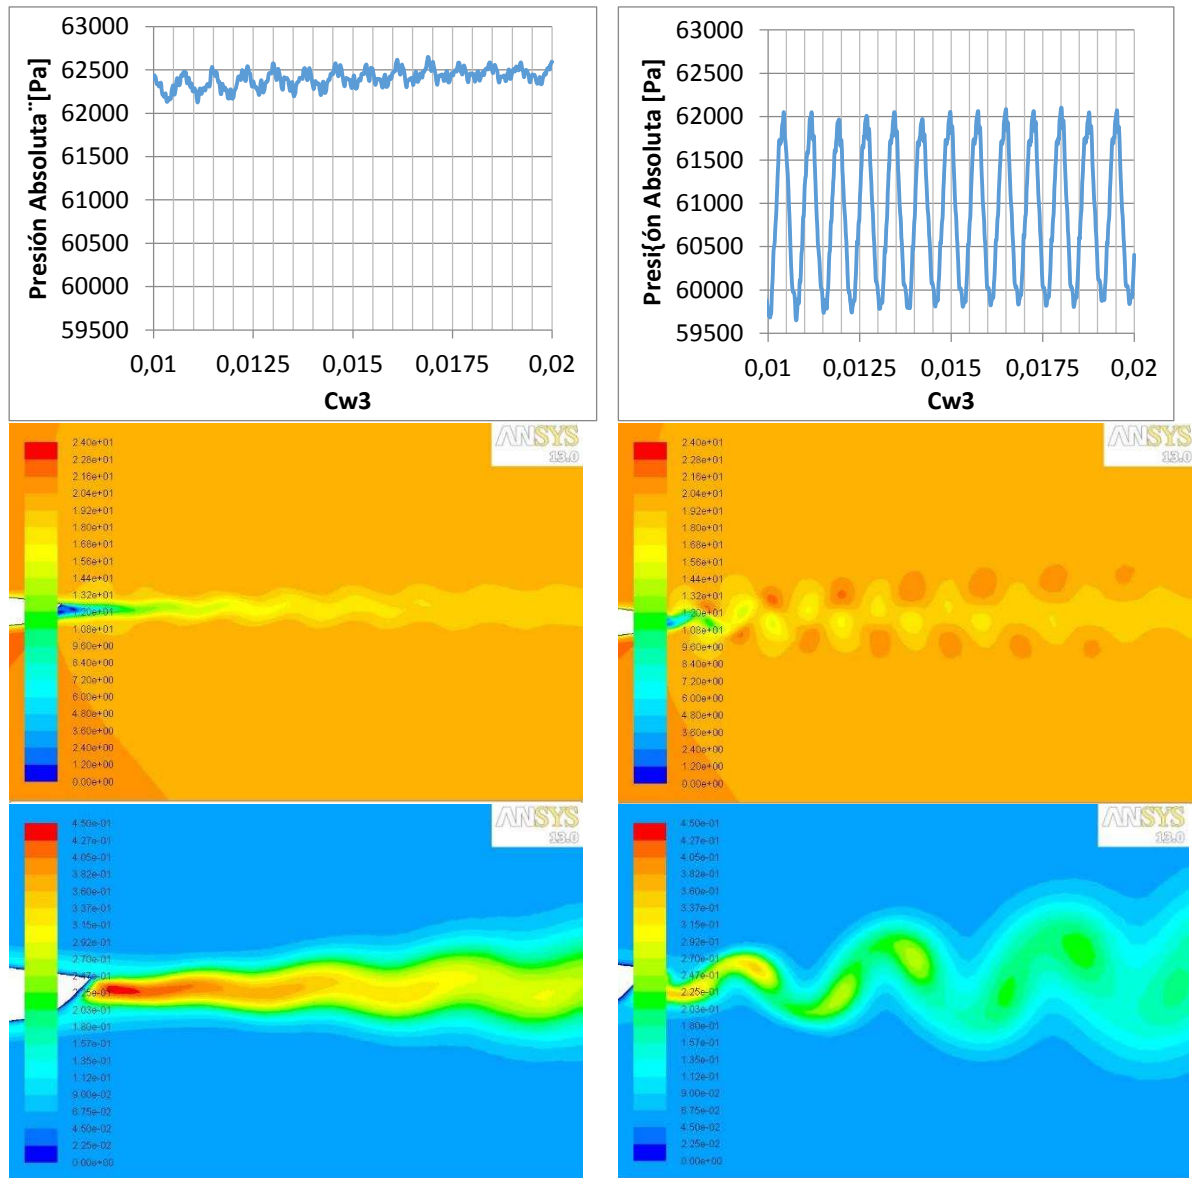 63000
62500
62000
61500
61000
60500
60000
59500
Presión Absoluta¨[Pa]
0,01 0,0125 0,015 0,0175 0,02
Cw3
63000
62500
62000
61500
61000
60500
60000
59500
Presi{ón Absoluta [Pa]
0,01 0,0125 0,015 0,0175 0,02
Cw3
ANSYS
13.0
2.40e+01
2.28e+01
2.16e+01
2.04e+01
1.92e+01
1.80e+01
1.68e+01
1.56e+01
1.44e+01
1.32e+01
1.20e+01
1.08e+01
9.60e+00
8.40e+00
7.20e+00
6.00e+00
4.80e+00
3.60e+00
2.40e+00
1.20e+00
0.00e+00
ANSYS
13.0
2.40e+01
2.28e+01
2.16e+01
2.04e+01
1.92e+01
1.80e+01
1.68e+01
1.56e+01
1.44e+01
1.32e+01
1.20e+01
1.08e+01
9.60e+00
8.40e+00
7.20e+00
6.00e+00
4.80e+00
3.60e+00
2.40e+00
1.20e+00
0.00e+00
ANSYS
13.0
4.50e-01
4.27e-01
4.05e-01
3.82e-01
3.60e-01
3.37e-01
3.15e-01
2.92e-01
2.70e-01
2.47e-01
2.25e-01
2.03e-01
1.80e-01
1.57e-01
1.35e-01
1.12e-01
9.00e-02
6.75e-02
4.50e-02
2.25e-02
0.00e+00
ANSYS
13.0
4.50e-01
4.27e-01
4.05e-01
3.82e-01
3.60e-01
3.37e-01
3.15e-01
2.92e-01
2.70e-01
2.47e-01
2.25e-01
2.03e-01
1.80e-01
1.57e-01
1.35e-01
1.12e-01
9.00e-02
6.75e-02
4.50e-02
2.25e-02
0.00e+00